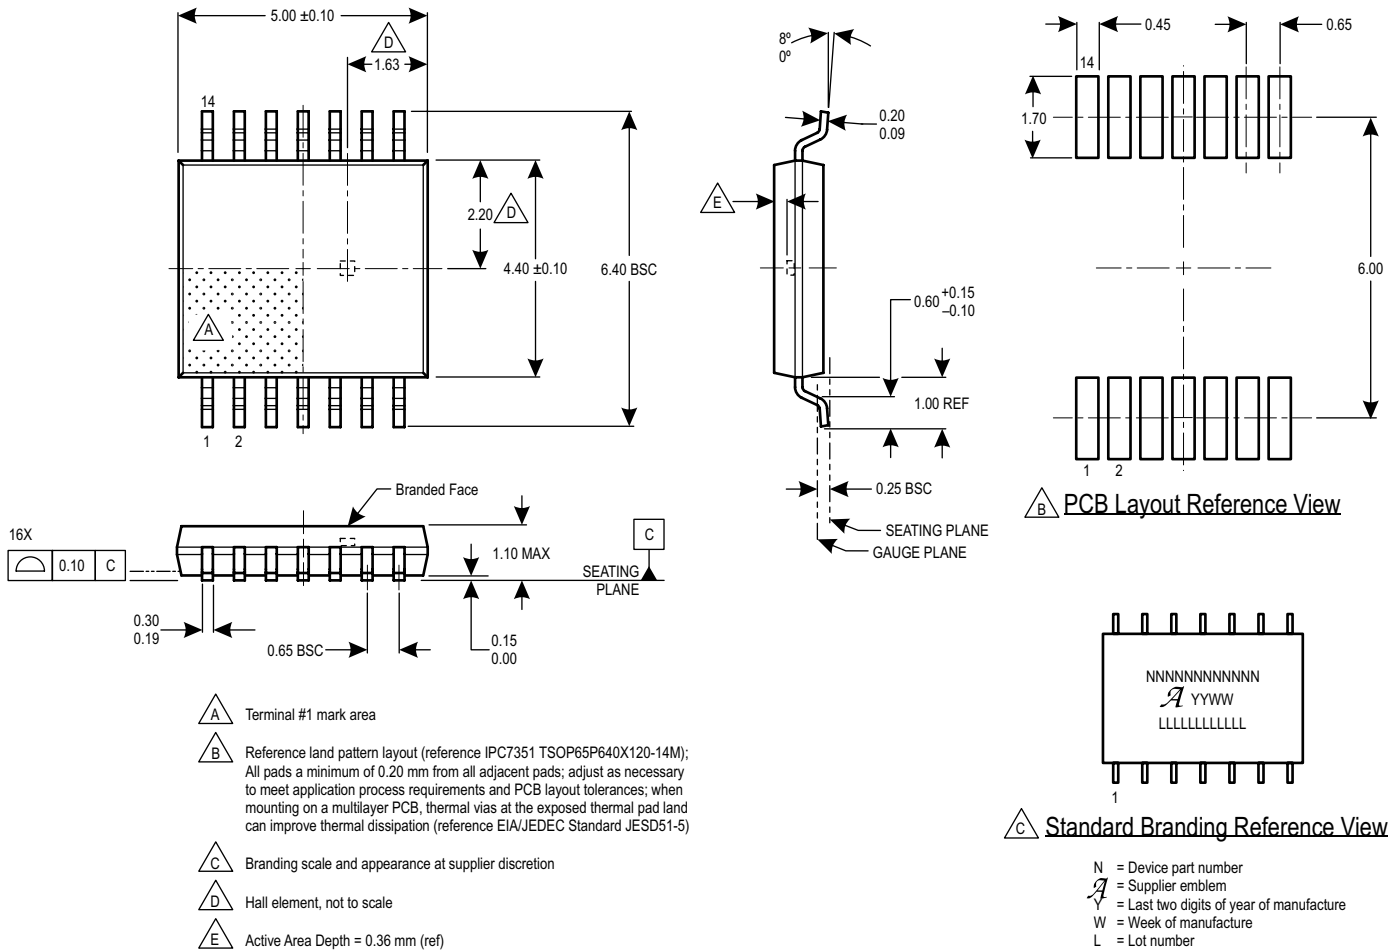 5.00 ±0.10
D
1.63
14
2.20
D
4.40 ±0.10
6.40 BSC
A
1 2
8º
0º
0.20
0.09
E
0.60 +0.15
–0.10
1.00 REF
0.25 BSC
SEATING PLANE
GAUGE PLANE
0.45
0.65
14
1.70
6.00
1 2
B PCB Layout Reference View
Branded Face
16X
0.10 C
1.10 MAX
C
SEATING
PLANE
0.30
0.19
0.65 BSC
0.15
0.00
NNNNNNNNNNNN
A YYWW
LLLLLLLLLLLL
1
C Standard Branding Reference View
N = Device part number
A = Supplier emblem
Y = Last two digits of year of manufacture
W = Week of manufacture
L = Lot number
A Terminal #1 mark area
B Reference land pattern layout (reference IPC7351 TSOP65P640X120-14M);
All pads a minimum of 0.20 mm from all adjacent pads; adjust as necessary
to meet application process requirements and PCB layout tolerances; when
mounting on a multilayer PCB, thermal vias at the exposed thermal pad land
can improve thermal dissipation (reference EIA/JEDEC Standard JESD51-5)
C Branding scale and appearance at supplier discretion
D Hall element, not to scale
E Active Area Depth = 0.36 mm (ref)